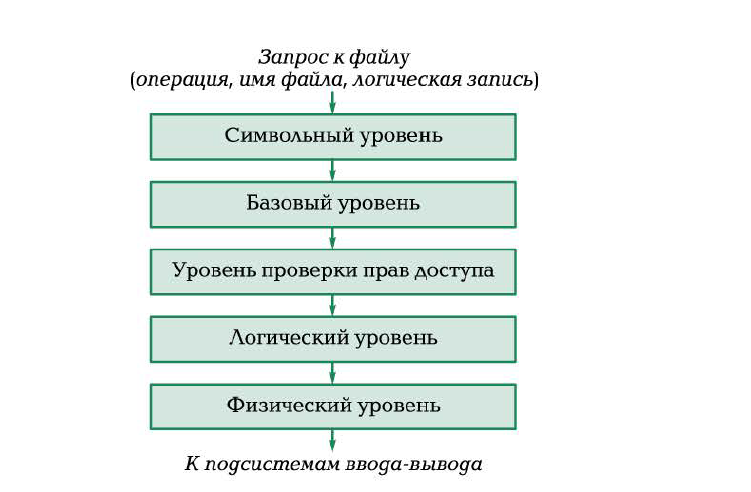 Запрос к файлу
(операция, имя файла, логическая запись)
Символьный уровень
Базовый уровень
Уровень проверки прав доступа
Логический уровень
Физический уровень
К подсистемам ввода-вывода